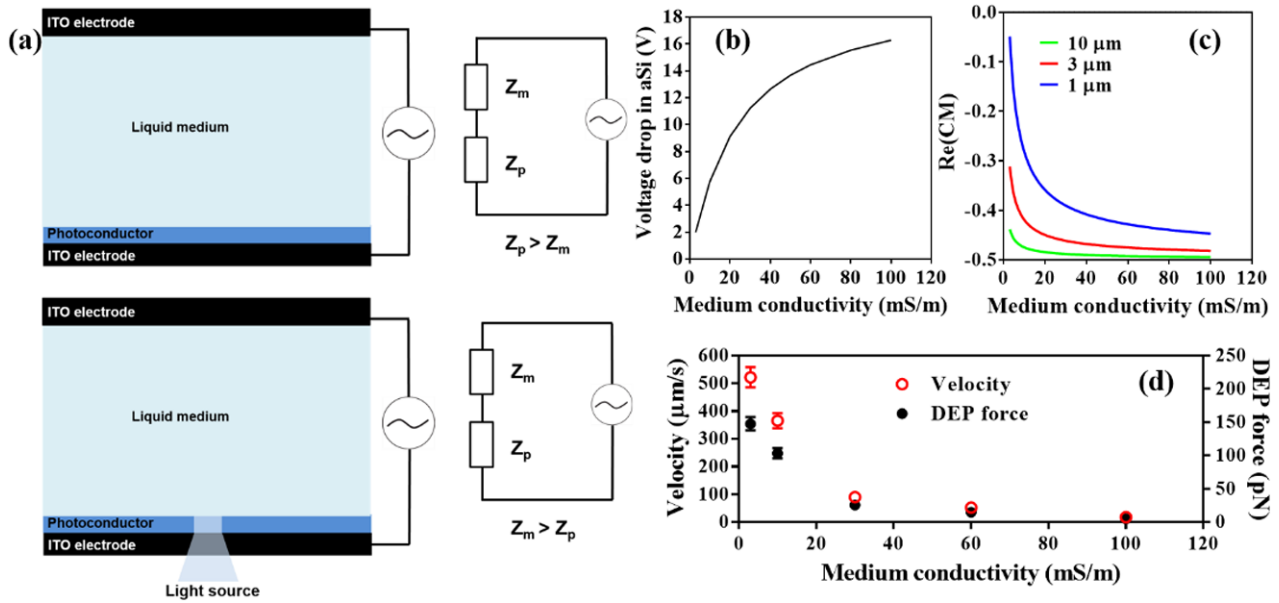 (a)
ITO electrode
Liquid medium
Photoconductor
ITO electrode
Zm
Zp
Zp > Zm
ITO electrode
Liquid medium
Photoconductor
ITO electrode
Light source
Zm
Zp
Zm > Zp
(b)
Voltage drop in aSi (V)
18
16
14
12
10
8
6
4
2
0
0 20 40 60 80 100 120
Medium conductivity (mS/m)
(c)
Re(CM)
0.0
-0.1
-0.2
-0.3
-0.4
-0.5
10 μm
3 μm
1 μm
0 20 40 60 80 100 120
Medium conductivity (mS/m)
(d)
Velocity (μm/s)
600
500
400
300
200
100
0
Velocity
DEP force
250
200
150
100
50
0
DEP force (pN)
0 20 40 60 80 100 120
Medium conductivity (mS/m)